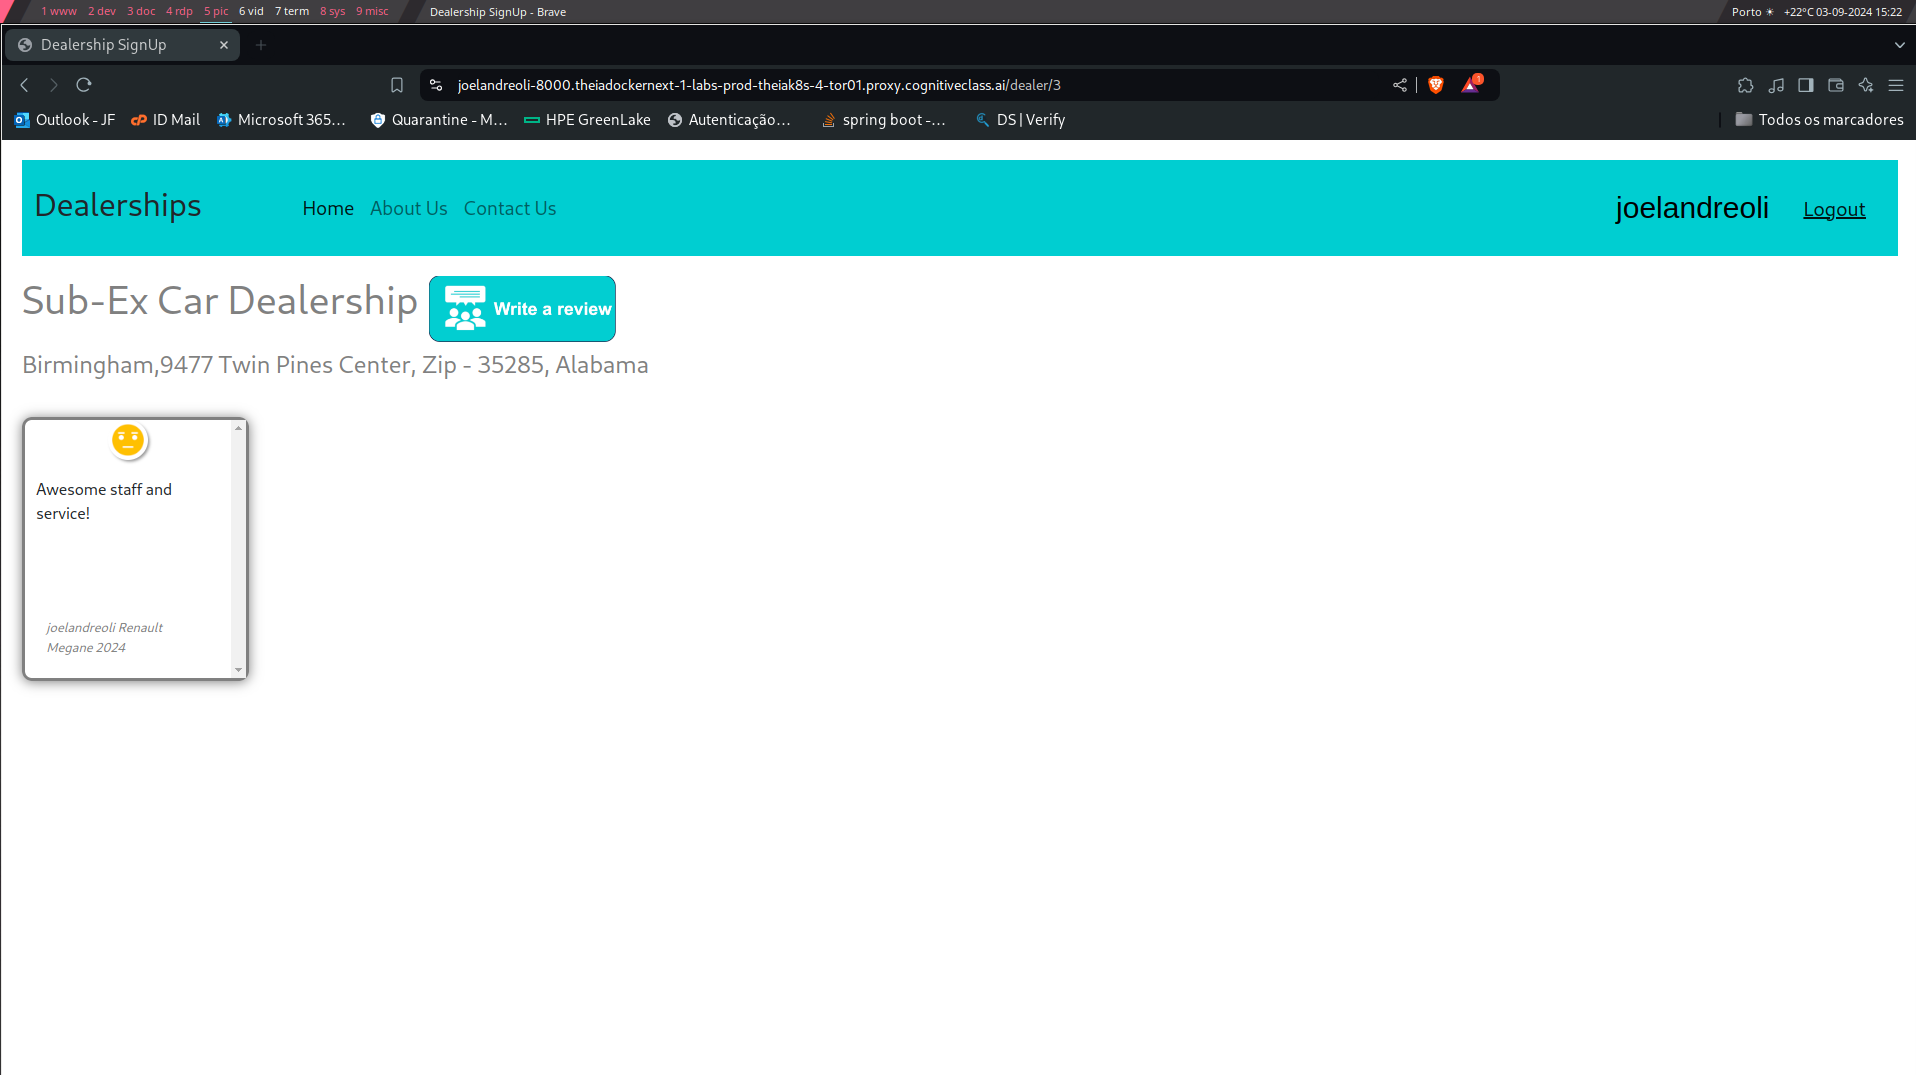 1 www 2 dev 3 doc 4 rdp 5 pic 6 vid 7 term 8 sys 9 misc Dealership SignUp - Brave Porto +22°C 03-09-2024 15:22
Dealership SignUp
joelandreoli-8000.theiadockernext-1-labs-prod-theiak8s-4-tor01.proxy.cognitiveclass.ai/dealer/3 1
Outlook - JF ID Mail Microsoft 365... Quarantine - M... HPE GreenLake Autenticação... spring boot -... DS | Verify Todos os marcadores
Dealerships Home About Us Contact Us joelandreoli Logout
Sub-Ex Car Dealership Write a review
Birmingham,9477 Twin Pines Center, Zip - 35285, Alabama
Awesome staff and
service!
joelandreoli Renault
Megane 2024